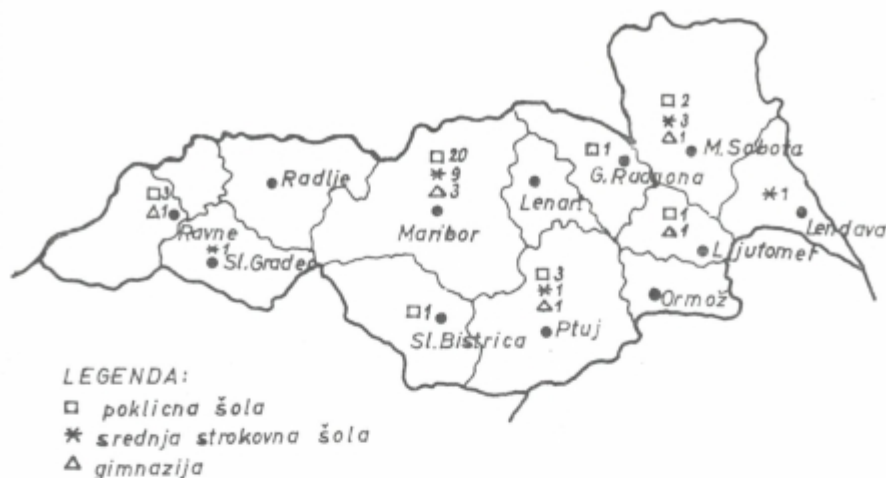 □ 2
* 3
△ 1
M. Sobota
□ 1
G. Radgona
□ 20
* 9
△ 3
Maribor
Radlje
Lenart
□ 3
△ 1
Ravne
* 1
Sl. Gradec
* 1
Lendava
□ 1
△ 1
Ljutomer
□ 3
* 1
△ 1
Ptuj
Ormož
□ 1
Sl. Bistrica
LEGENDA:
□ poklicna šola
* srednja strokovna šola
△ gimnazija